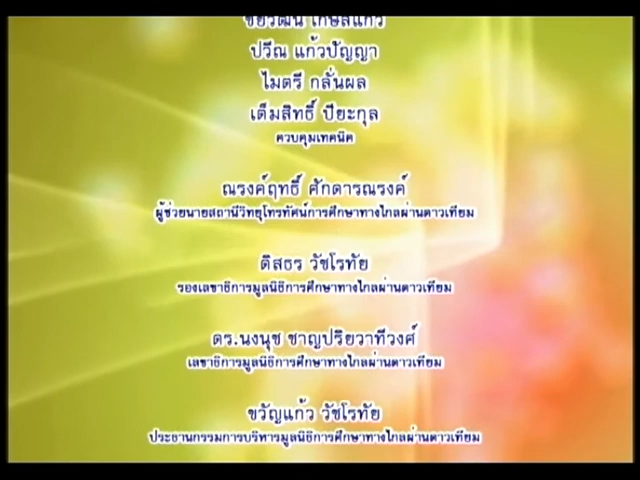 ชัยวัฒน์ เกษสีแก้ว
ปวีณ แก้วปัญญา
ไมตรี กลั่นผล
เต็มสิทธิ์ ปิยะกุล
ควบคุมเทคนิค
ณรงค์ฤทธิ์ ศักดารณรงค์
ผู้ช่วยนายสถานีวิทยุโทรทัศน์การศึกษาทางไกลผ่านดาวเทียม
ดิสธร วัชโรทัย
รองเลขาธิการมูลนิธิการศึกษาทางไกลผ่านดาวเทียม
ดร.นงนุช ชาญปริยวาทีวงศ์
เลขาธิการมูลนิธิการศึกษาทางไกลผ่านดาวเทียม
ขวัญแก้ว วัชโรทัย
ประธานกรรมการบริหารมูลนิธิการศึกษาทางไกลผ่านดาวเทียม